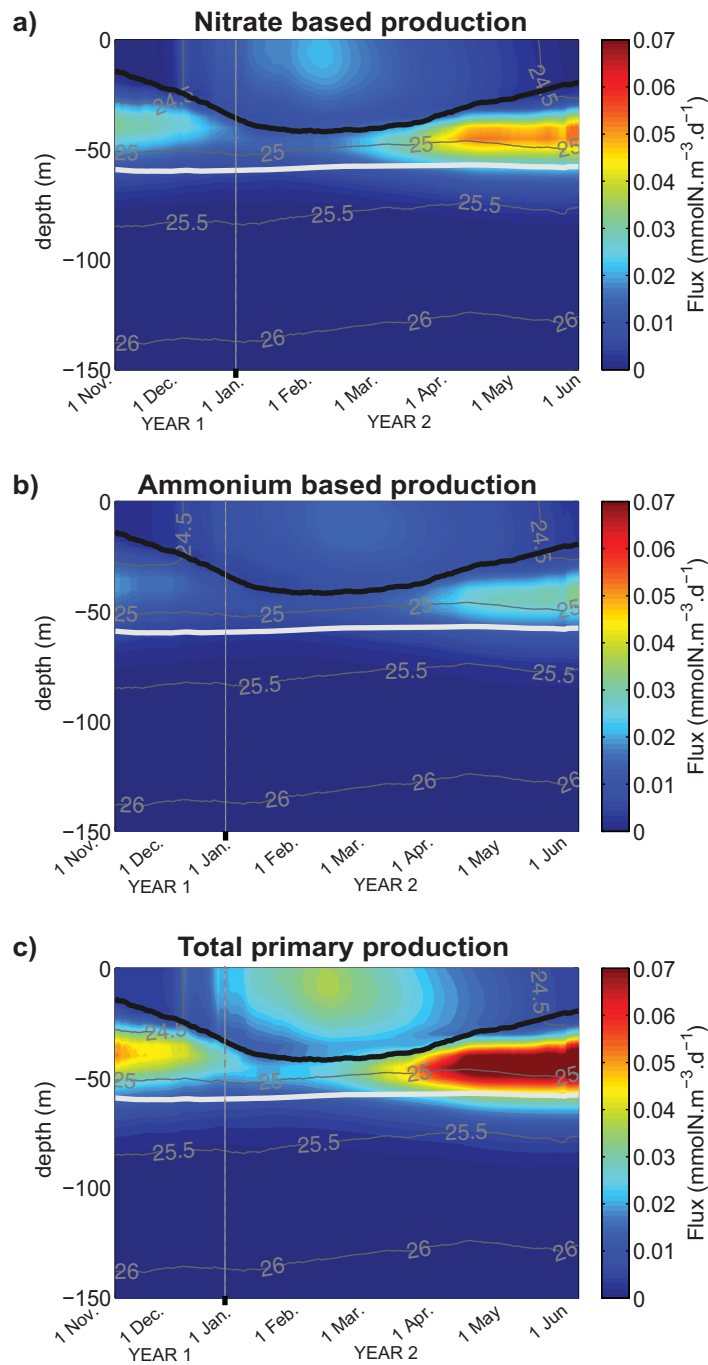 a) Nitrate based production
0
−50
−100
−150
depth (m)
24.5
24.5
25
25
25
25
25.5
25.5
25.5
26
26
26
26
1 Nov.
1 Dec.
1 Jan.
1 Feb.
1 Mar.
1 Apr.
1 May
1 Jun
YEAR 1
YEAR 2
0.07
0.06
0.05
0.04
0.03
0.02
0.01
0
Flux (mmolN.m−3.d−1)
b) Ammonium based production
0
−50
−100
−150
depth (m)
24.5
24.5
25
25
25
25
25.5
25.5
25.5
26
26
26
26
1 Nov.
1 Dec.
1 Jan.
1 Feb.
1 Mar.
1 Apr.
1 May
1 Jun
YEAR 1
YEAR 2
0.07
0.06
0.05
0.04
0.03
0.02
0.01
0
Flux (mmolN.m−3.d−1)
c) Total primary production
0
−50
−100
−150
depth (m)
24.5
24.5
25
25
25
25
25.5
25.5
25.5
26
26
26
26
1 Nov.
1 Dec.
1 Jan.
1 Feb.
1 Mar.
1 Apr.
1 May
1 Jun
YEAR 1
YEAR 2
0.07
0.06
0.05
0.04
0.03
0.02
0.01
0
Flux (mmolN.m−3.d−1)